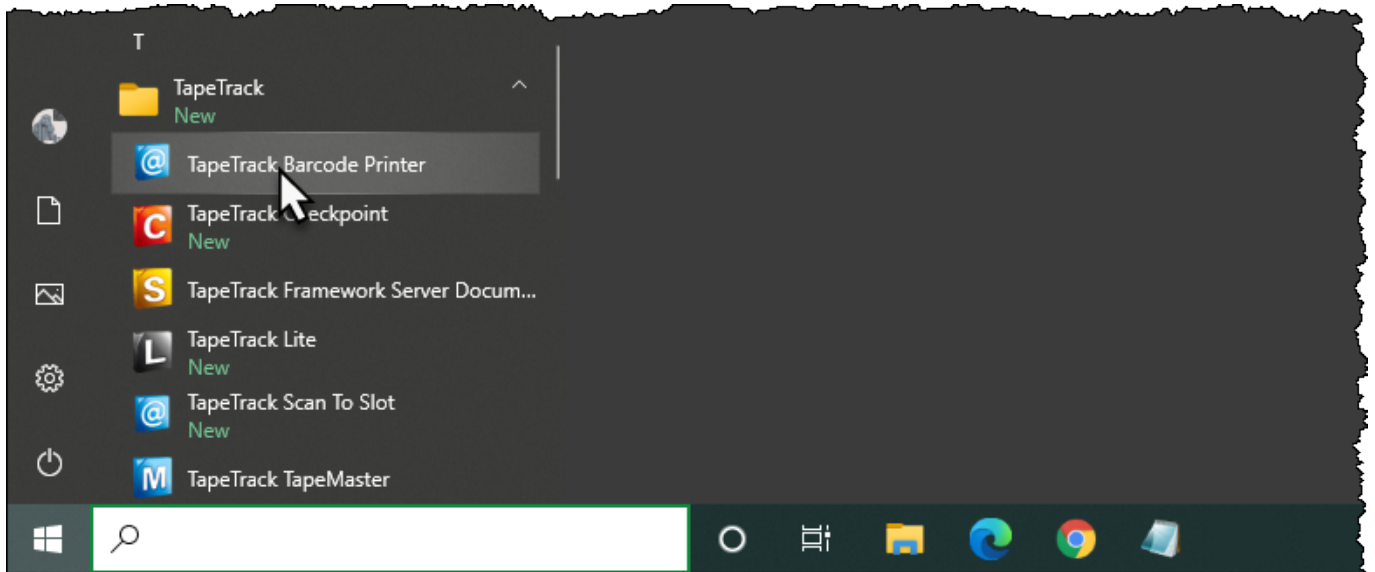 T
TapeTrack
New
@ TapeTrack Barcode Printer
C TapeTrack C eckpoint
New
S TapeTrack Framework Server Docum...
L TapeTrack Lite
New
@ TapeTrack Scan To Slot
New
M TapeTrack TapeMaster